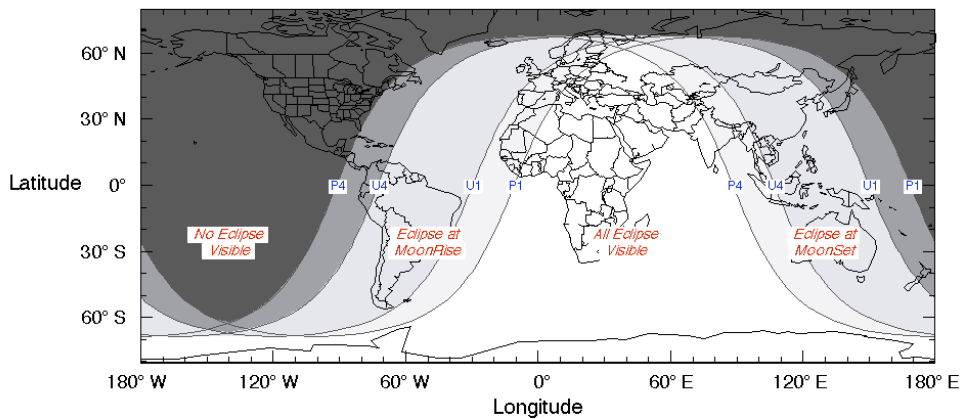 60° N
30° N
Latitude
0°
30° S
60° S
P4 U4 U1 P1 P4 U4 U1 P1
No Eclipse
Visible
Eclipse at
MoonRise
All Eclipse
Visible
Eclipse at
MoonSet
180° W 120° W 60° W 0° 60° E 120° E 180° E
Longitude